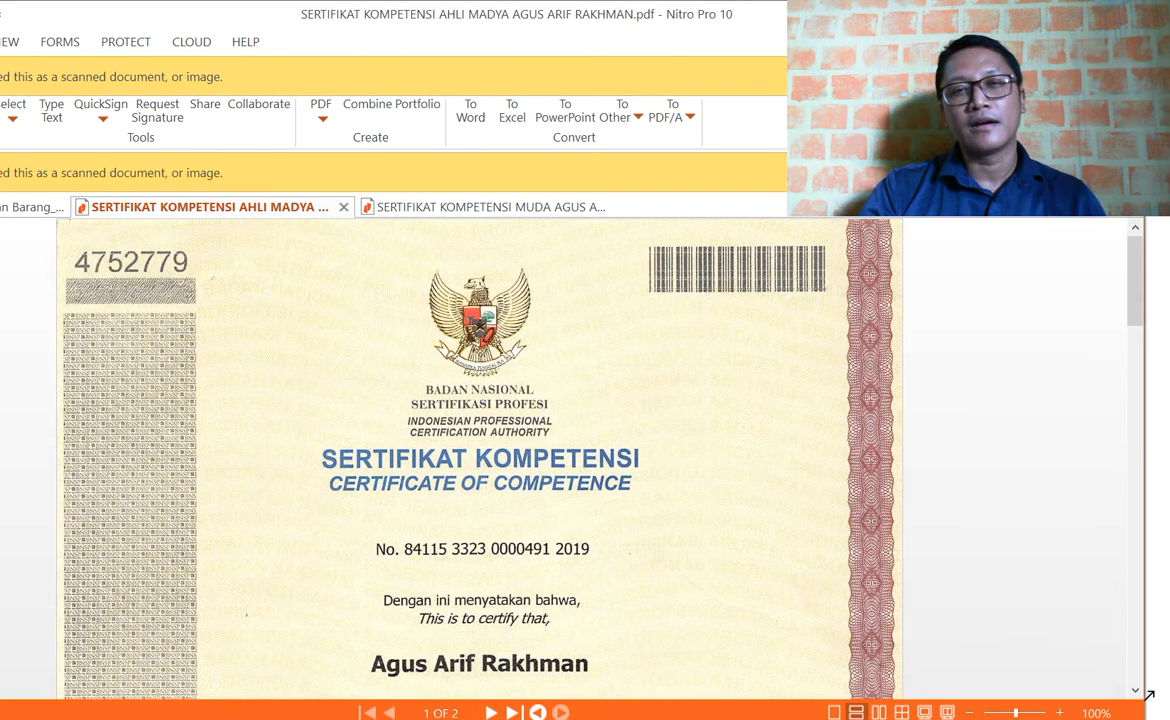 SERTIFIKAT KOMPETENSI AHLI MADYA AGUS ARIF RAKHMAN.pdf - Nitro Pro 10
EW FORMS PROTECT CLOUD HELP
ed this as a scanned document, or image.
elect Type Text QuickSign Request Signature Share Collaborate PDF Combine Portfolio To Word To Excel To PowerPoint To Other To PDF/A
Tools Create Convert
ed this as a scanned document, or image.
an Barang_... SERTIFIKAT KOMPETENSI AHLI MADYA ... SERTIFIKAT KOMPETENSI MUDA AGUS A...
4752779
BADAN NASIONAL
SERTIFIKASI PROFESI
INDONESIAN PROFESSIONAL
CERTIFICATION AUTHORITY
SERTIFIKAT KOMPETENSI
CERTIFICATE OF COMPETENCE
No. 84115 3323 0000491 2019
Dengan ini menyatakan bahwa,
This is to certify that,
Agus Arif Rakhman
1 OF 2
100%